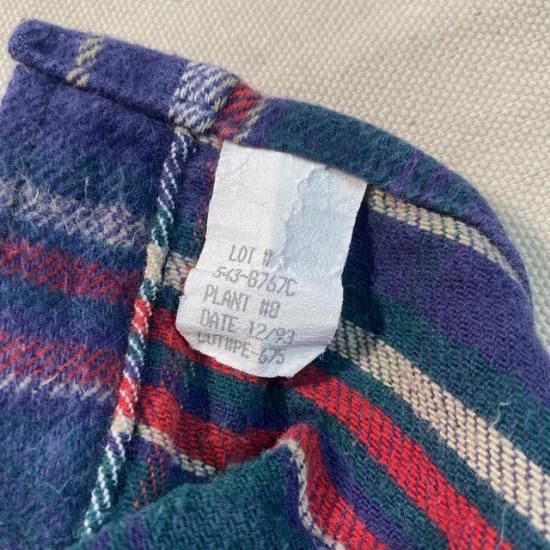 LOT #
543-8767C
PLANT #8
DATE 12/93
CUT#PE-675